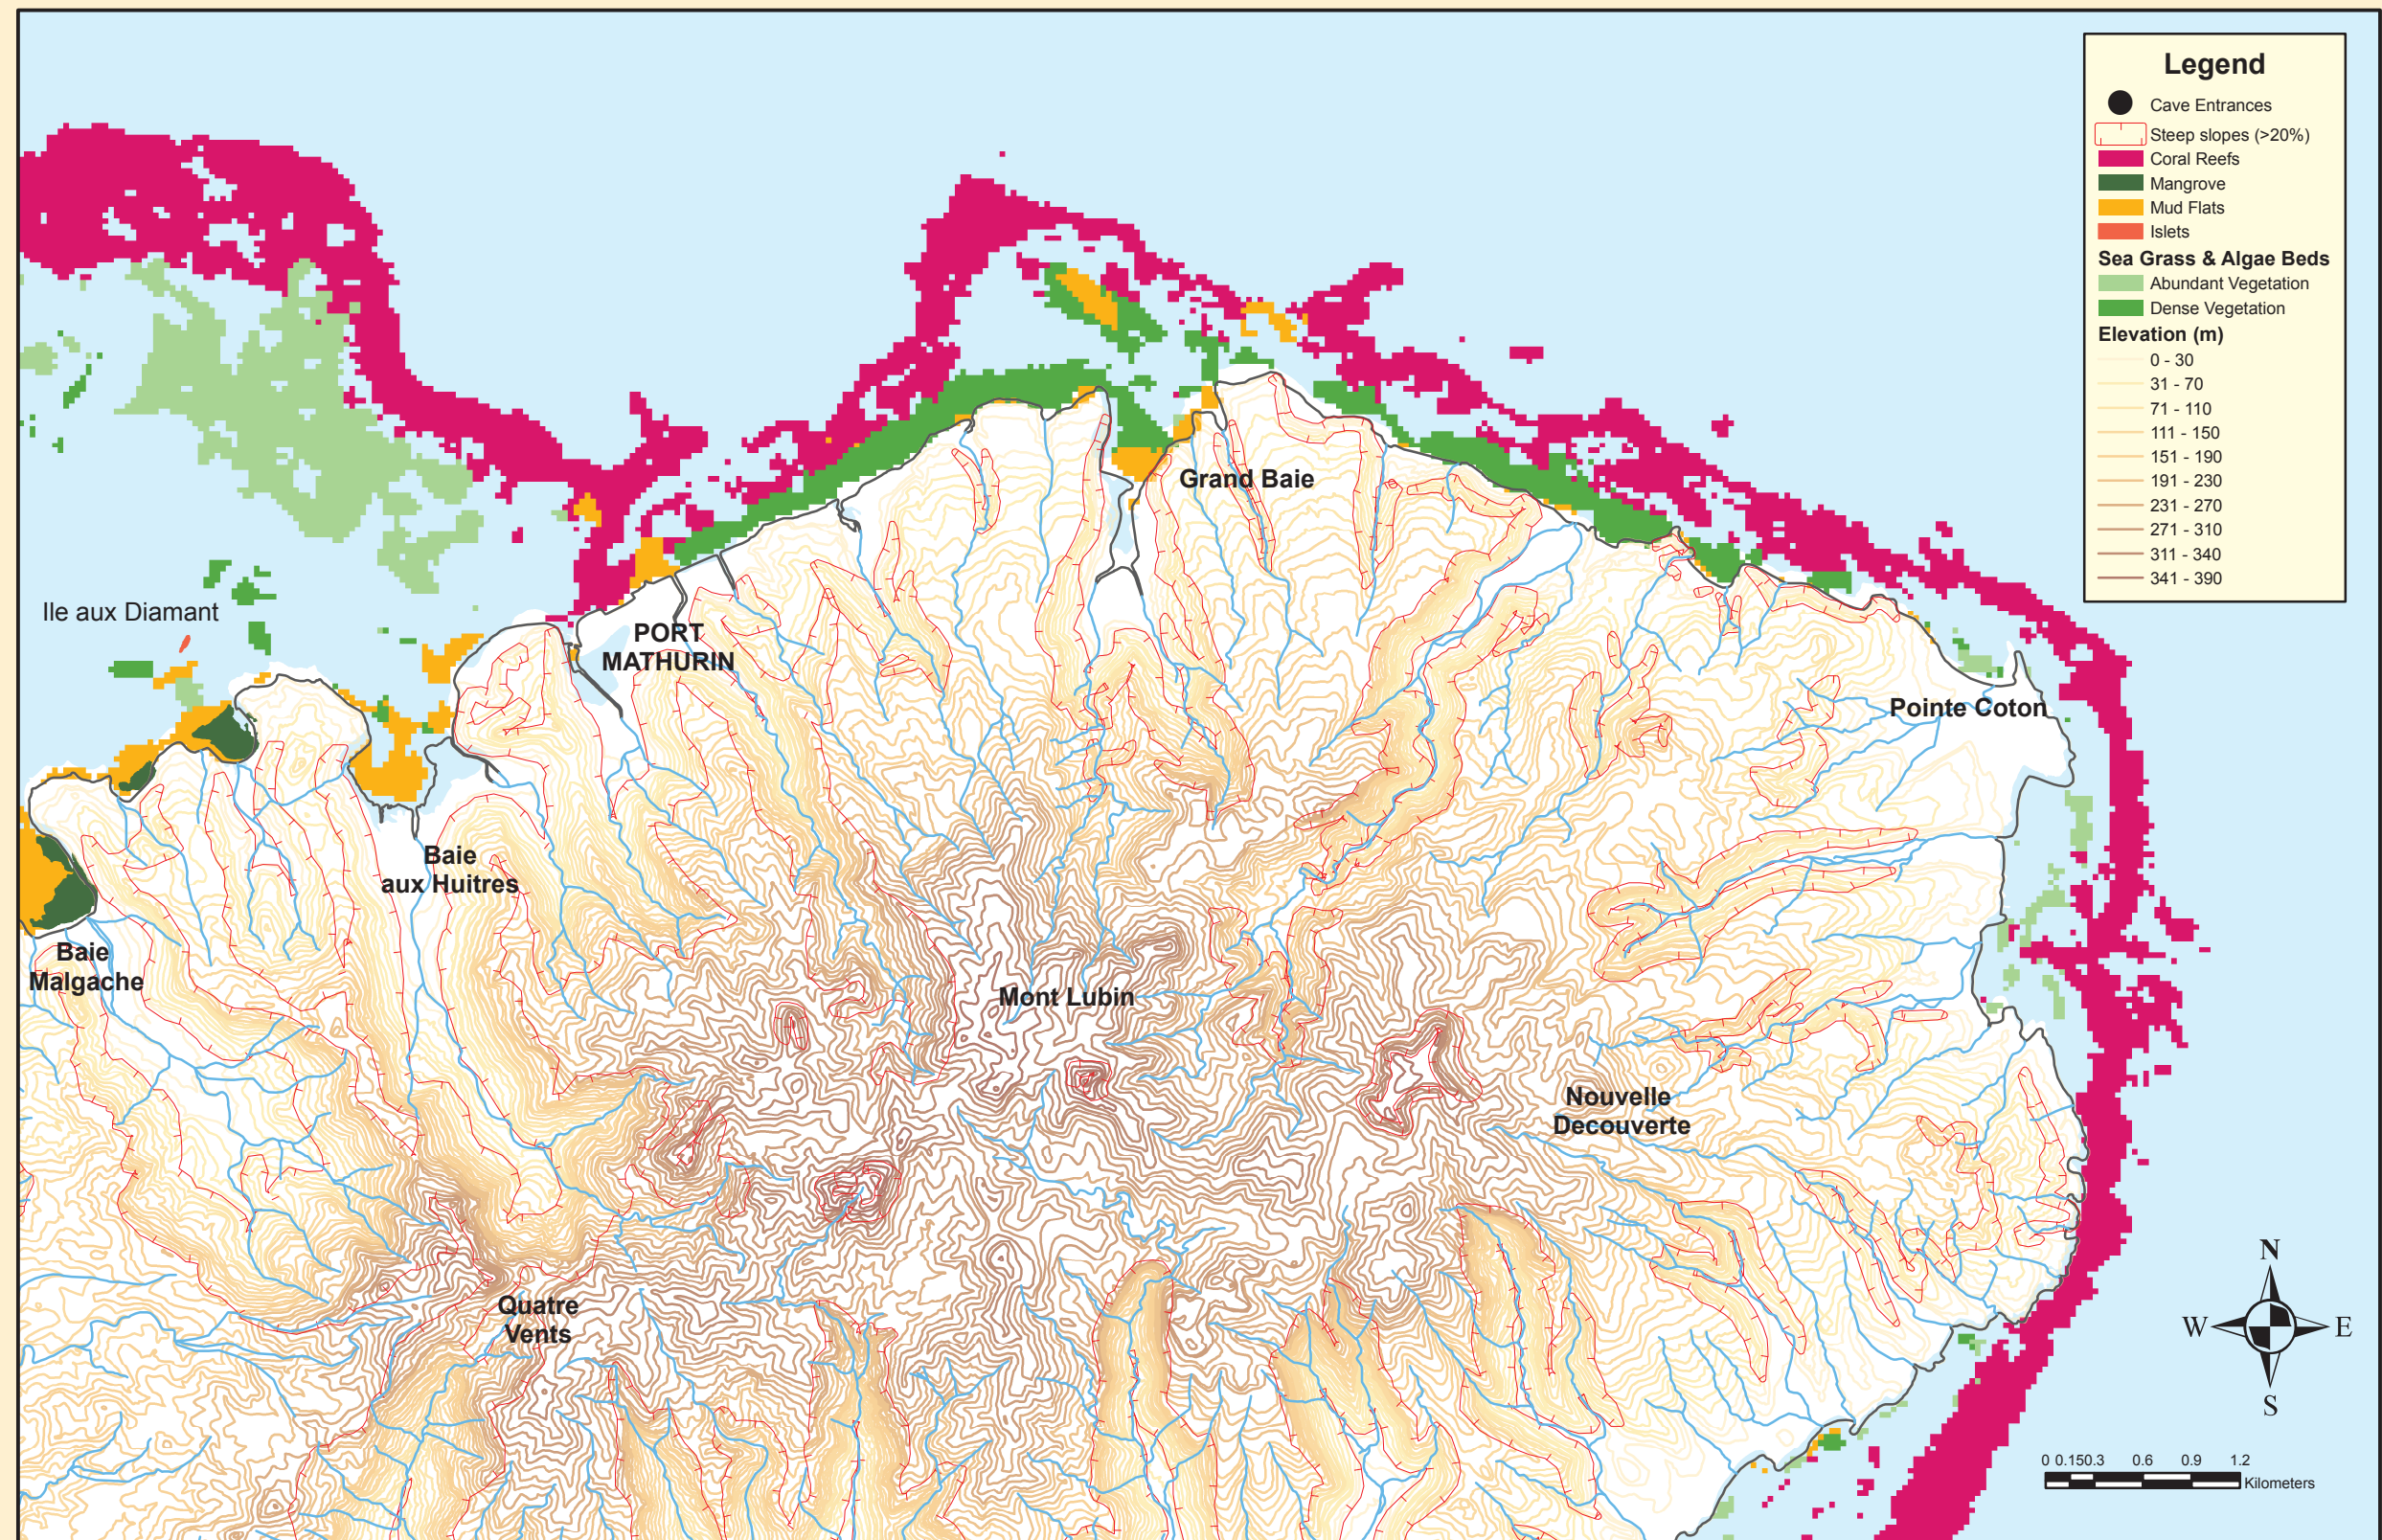 Legend
Cave Entrances
Steep slopes (>20%)
Coral Reefs
Mangrove
Mud Flats
Islets
Sea Grass & Algae Beds
Abundant Vegetation
Dense Vegetation
Elevation (m)
0 - 30
31 - 70
71 - 110
111 - 150
151 - 190
191 - 230
231 - 270
271 - 310
311 - 340
341 - 390
Grand Baie
Ile aux Diamant
PORT
MATHURIN
Pointe Coton
Baie
aux Huitres
Baie
Malgache
Mont Lubin
Nouvelle
Decouverte
Quatre
Vents
N
W E
S
0 0.150.3 0.6 0.9 1.2
Kilometers